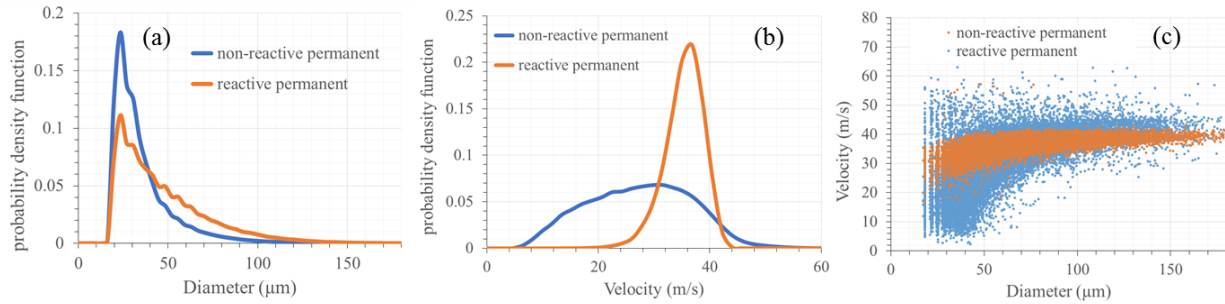 (a)
0.2
0.15
0.1
0.05
0
0
50
100
150
probability density function
Diameter (μm)
non-reactive permanent
reactive permanent
(b)
0.25
0.2
0.15
0.1
0.05
0
0
20
40
60
probability density function
Velocity (m/s)
non-reactive permanent
reactive permanent
(c)
80
70
60
50
40
30
20
10
0
0
50
100
150
Velocity (m/s)
Diameter (μm)
non-reactive permanent
reactive permanent